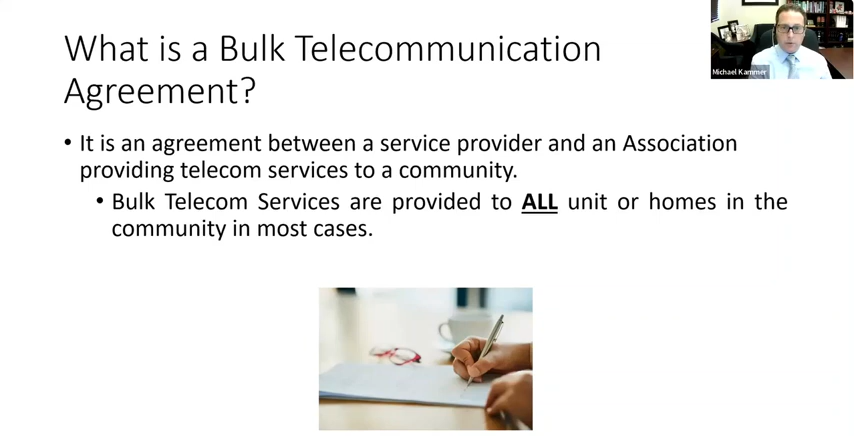 What is a Bulk Telecommunication
Agreement?
Michael Kammer
• It is an agreement between a service provider and an Association
providing telecom services to a community.
• Bulk Telecom Services are provided to ALL unit or homes in the
community in most cases.